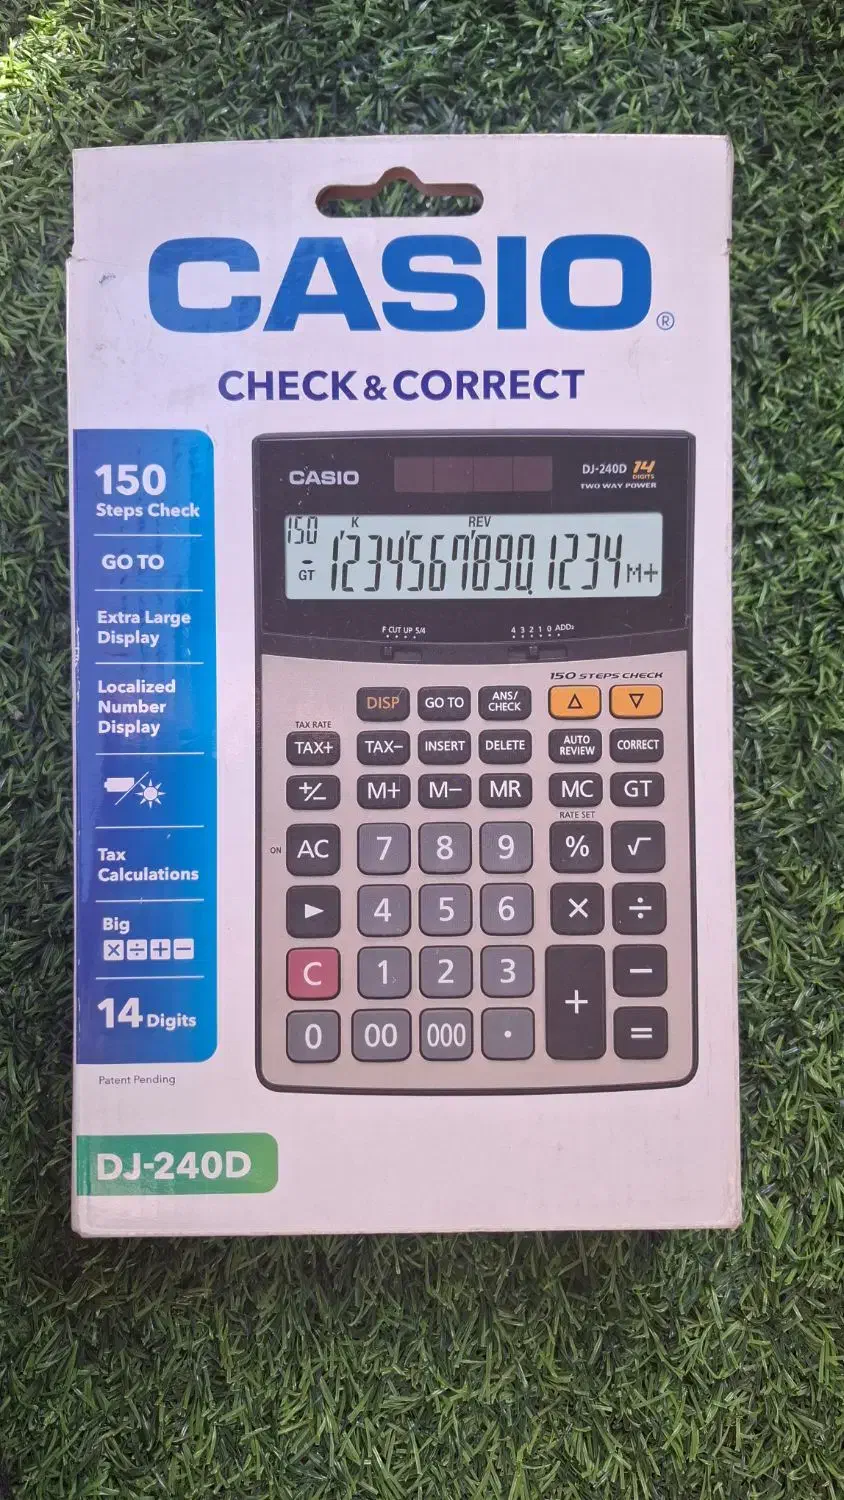 CASIO®
CHECK & CORRECT
150
Steps Check
GO TO
Extra Large
Display
Localized
Number
Display
Tax
Calculations
Big
× ÷ + −
14 Digits
Patent Pending
DJ-240D
CASIO
DJ-240D 14
DIGITS
TWO WAY POWER
150 K REV
GT 12345678901234 M+
F CUT UP 5/4 4 3 2 1 0 ADD₂
150 STEPS CHECK
DISP GO TO ANS/
CHECK △ ▽
TAX RATE
TAX+ TAX− INSERT DELETE AUTO
REVIEW CORRECT
+/− M+ M− MR MC GT
RATE SET
ON AC 7 8 9 % √
► 4 5 6 × ÷
C 1 2 3 + −
0 00 000 · =